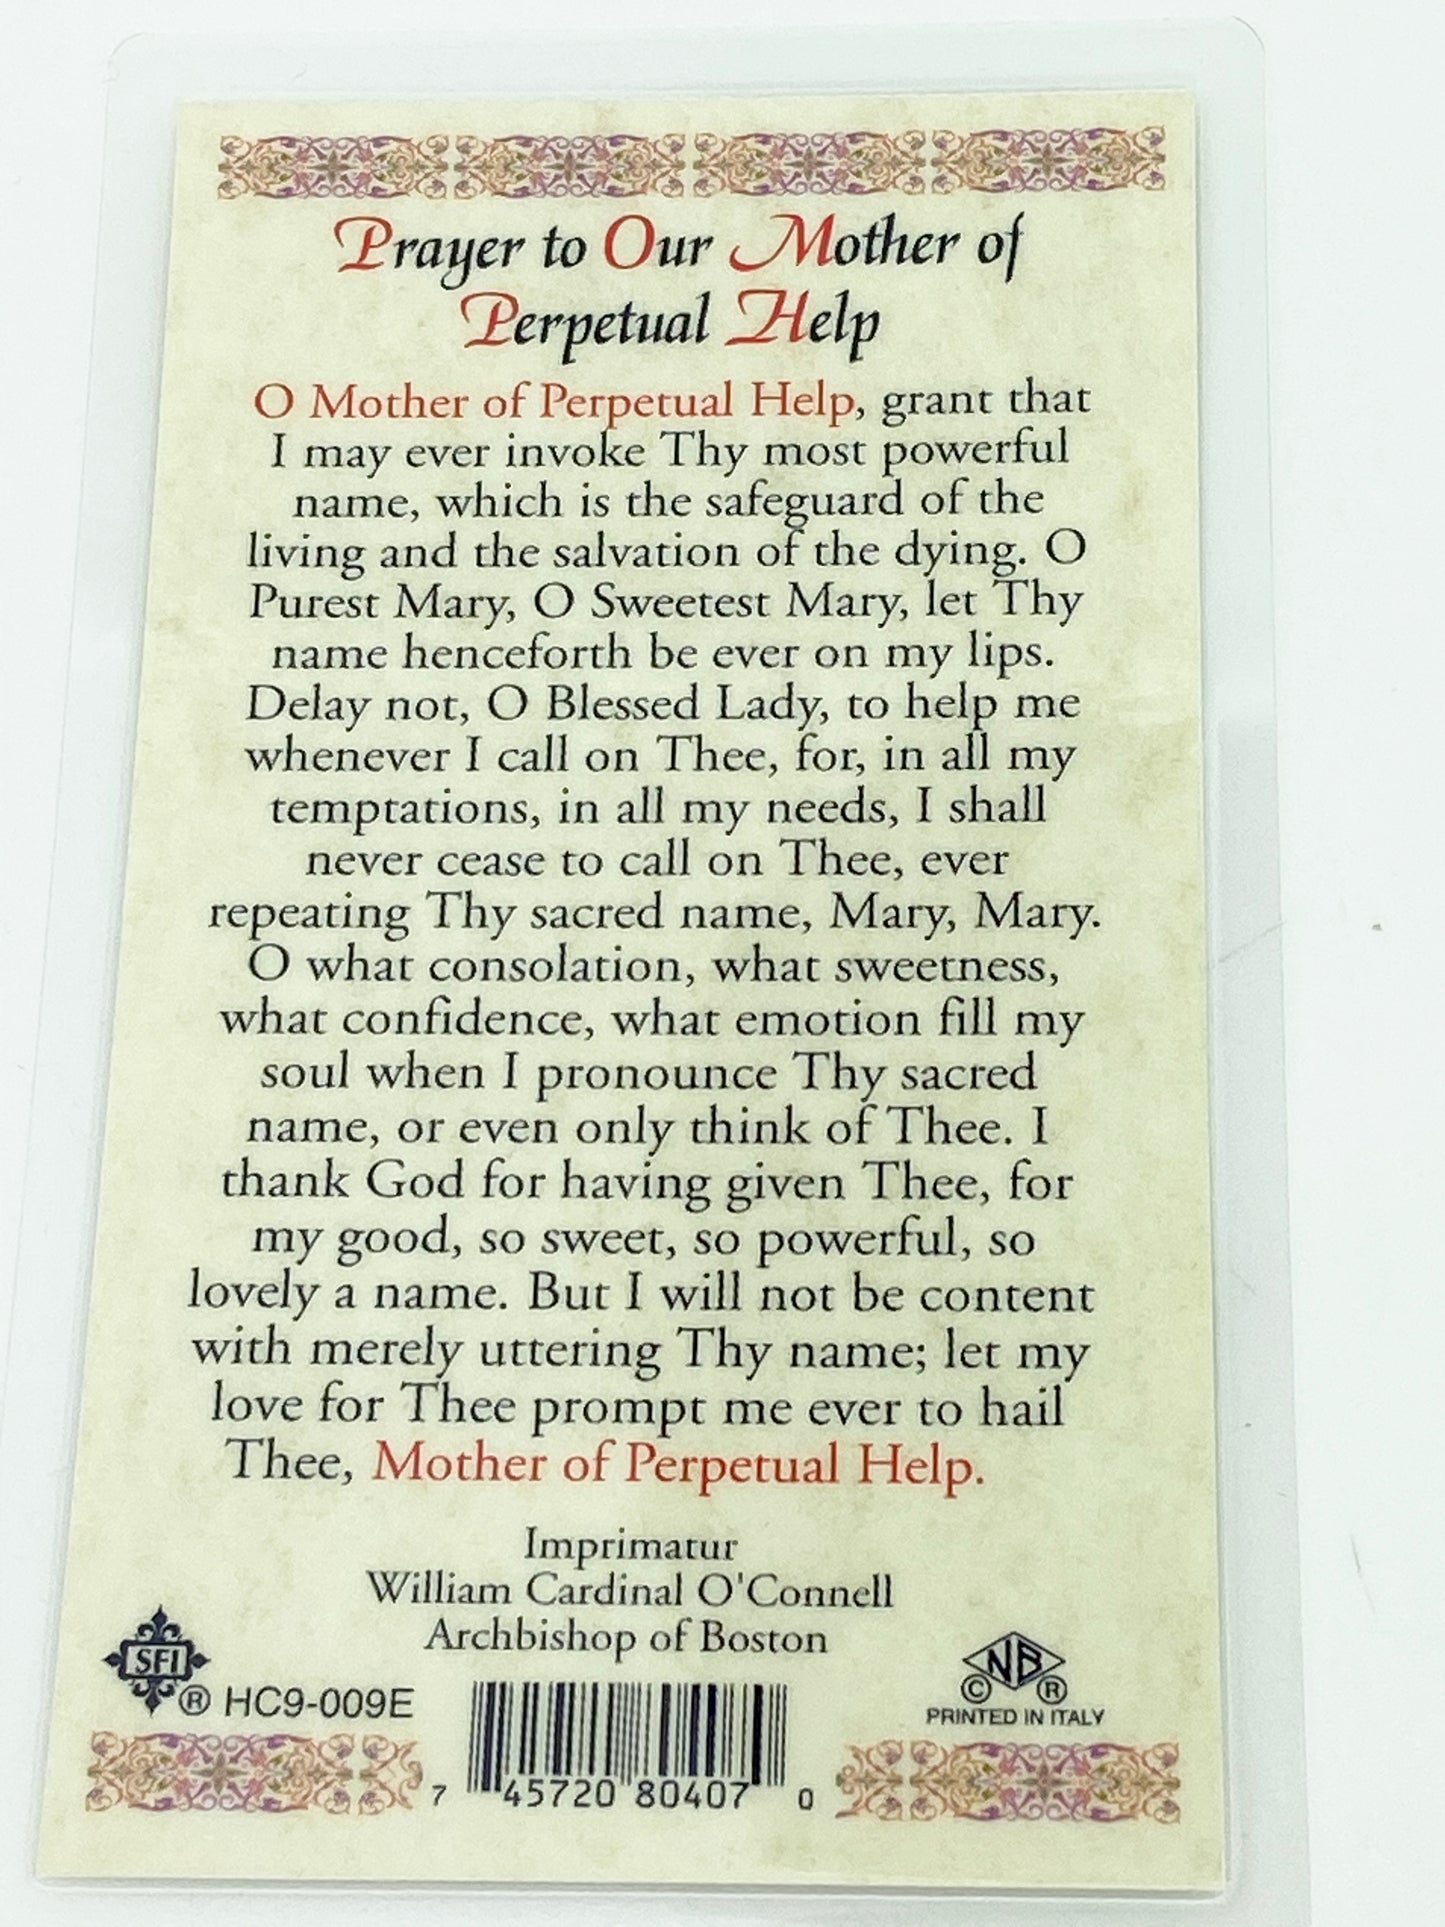 Prayer to Our Mother of
Perpetual Help
O Mother of Perpetual Help, grant that
I may ever invoke Thy most powerful
name, which is the safeguard of the
living and the salvation of the dying. O
Purest Mary, O Sweetest Mary, let Thy
name henceforth be ever on my lips.
Delay not, O Blessed Lady, to help me
whenever I call on Thee, for, in all my
temptations, in all my needs, I shall
never cease to call on Thee, ever
repeating Thy sacred name, Mary, Mary.
O what consolation, what sweetness,
what confidence, what emotion fill my
soul when I pronounce Thy sacred
name, or even only think of Thee. I
thank God for having given Thee, for
my good, so sweet, so powerful, so
lovely a name. But I will not be content
with merely uttering Thy name; let my
love for Thee prompt me ever to hail
Thee, Mother of Perpetual Help.
Imprimatur
William Cardinal O'Connell
Archbishop of Boston
SFI
® HC9-009E
NB
© ®
PRINTED IN ITALY
7 45720 80407 0